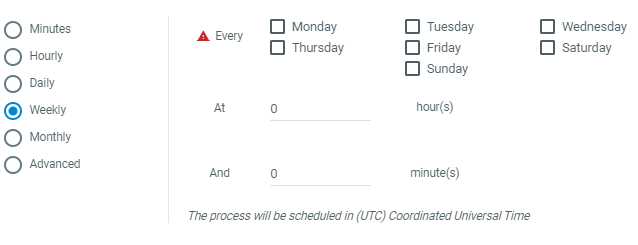 Minutes
Hourly
Daily
Weekly
Monthly
Advanced
Every
Monday Tuesday Wednesday
Thursday Friday Saturday
Sunday
At 0 hour(s)
And 0 minute(s)
The process will be scheduled in (UTC) Coordinated Universal Time